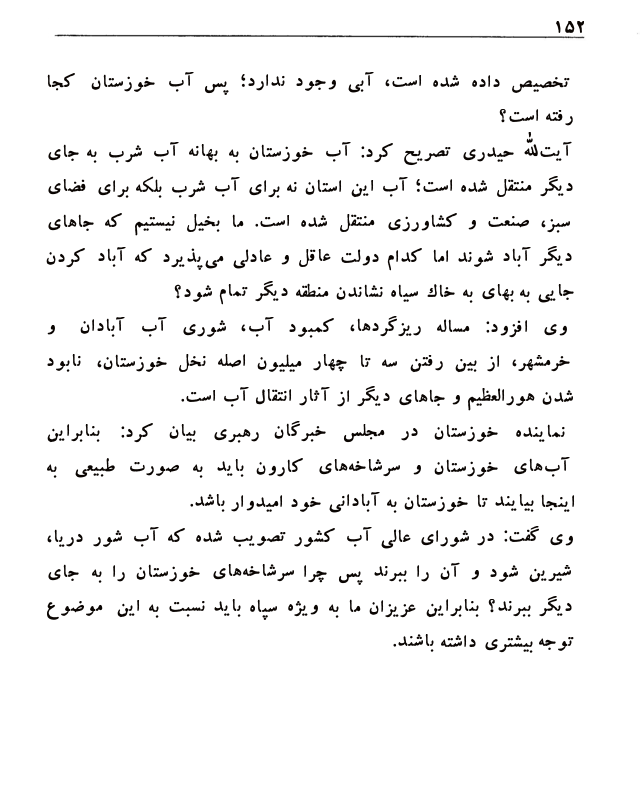 ۱۵۲
تخصیص داده شده است، آبی وجود ندارد؛ پس آب خوزستان کجا
رفته است؟
آیت‌الله حیدری تصریح کرد: آب خوزستان به بهانه آب شرب به جای
دیگر منتقل شده است؛ آب این استان نه برای آب شرب بلکه برای فضای
سبز، صنعت و کشاورزی منتقل شده است. ما بخیل نیستیم که جاهای
دیگر آباد شوند اما کدام دولت عاقل و عادلی می‌پذیرد که آباد کردن
جایی به بهای به خاك سیاه نشاندن منطقه دیگر تمام شود؟
وی افزود: مساله ریزگردها، کمبود آب، شوری آب آبادان و
خرمشهر، از بین رفتن سه تا چهار میلیون اصله نخل خوزستان، نابود
شدن هورالعظیم و جاهای دیگر از آثار انتقال آب است.
نماینده خوزستان در مجلس خبرگان رهبری بیان کرد: بنابراین
آب‌های خوزستان و سرشاخه‌های کارون باید به صورت طبیعی به
اینجا بیایند تا خوزستان به آبادانی خود امیدوار باشد.
وی گفت: در شورای عالی آب کشور تصویب شده که آب شور دریا،
شیرین شود و آن را ببرند پس چرا سرشاخه‌های خوزستان را به جای
دیگر ببرند؟ بنابراین عزیزان ما به ویژه سپاه باید نسبت به این موضوع
توجه بیشتری داشته باشند.